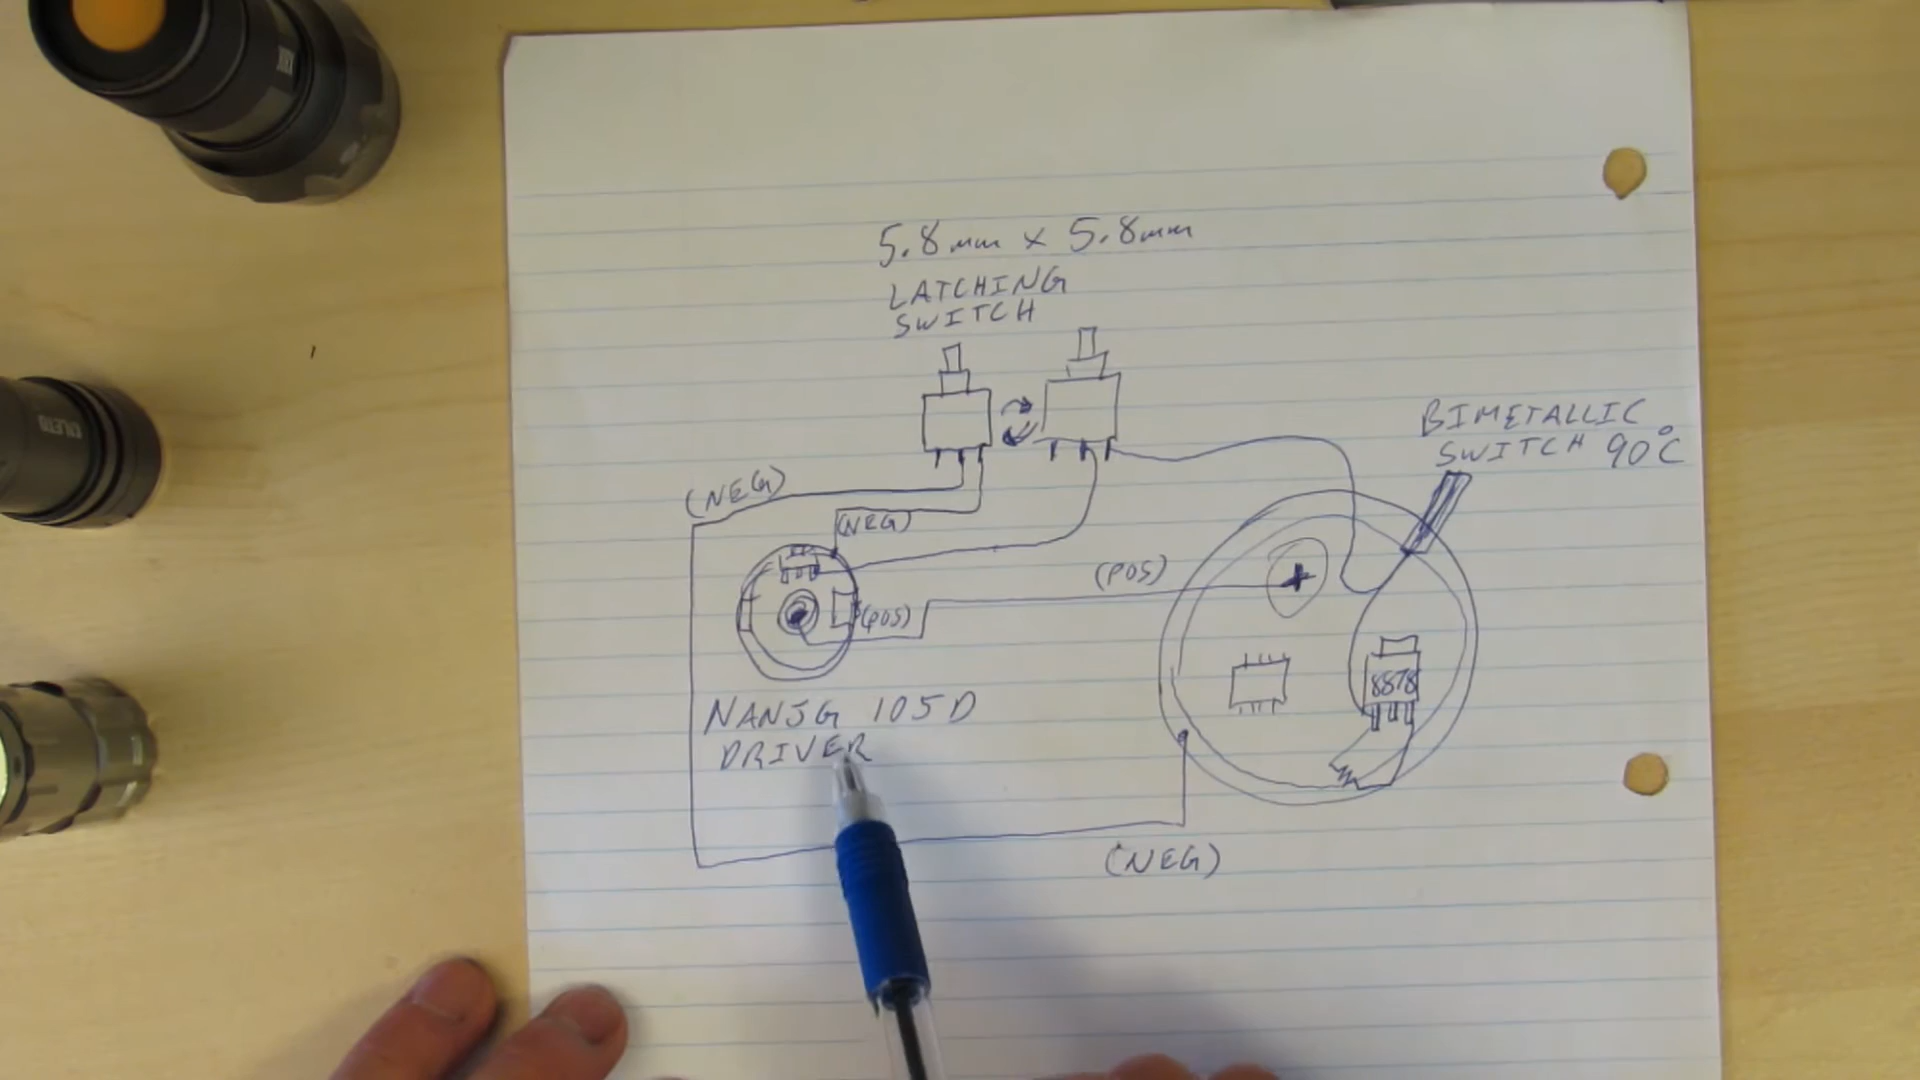 5.8mm x 5.8mm
LATCHING
SWITCH
BIMETALLIC
SWITCH 90°C
(NEG)
(NEG)
(POS)
(POS)
+
8878
NANJG 105D
DRIVER
(NEG)